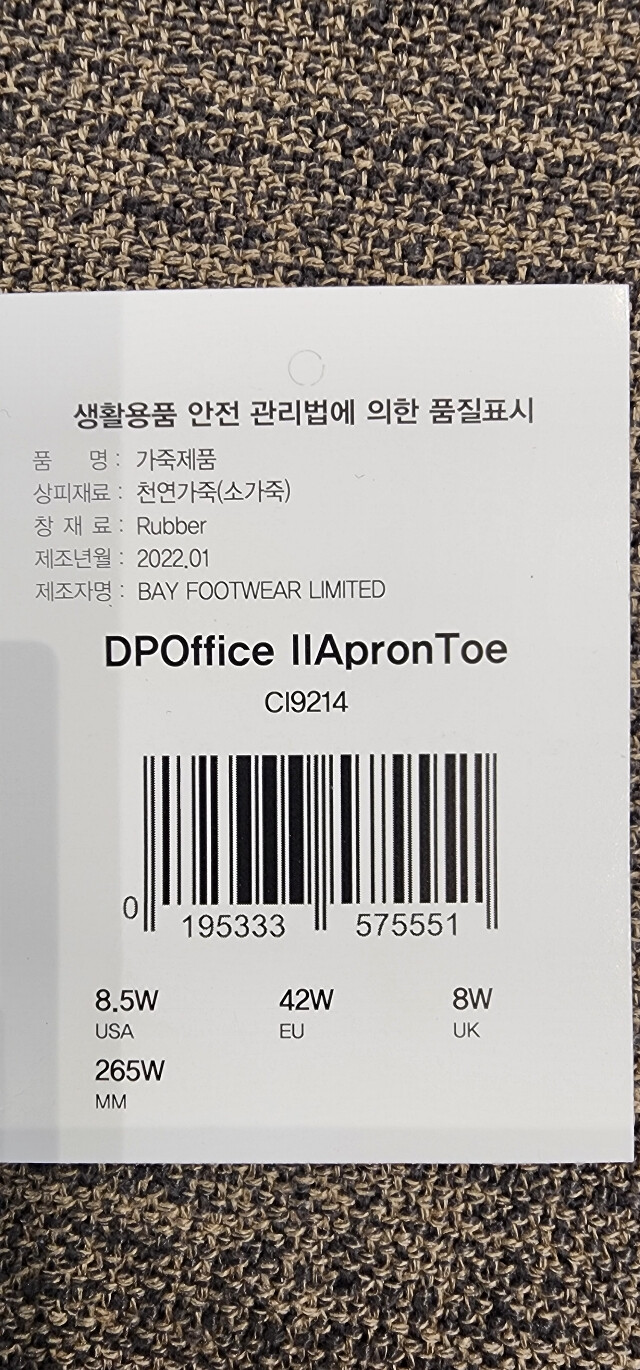 생활용품 안전 관리법에 의한 품질표시
품 명 : 가죽제품
상피재료 : 천연가죽(소가죽)
창 재 료 : Rubber
제조년월 : 2022.01
제조자명 : BAY FOOTWEAR LIMITED
DPOffice IIApronToe
CI9214
0 195333 575551
8.5W 42W 8W
USA EU UK
265W
MM